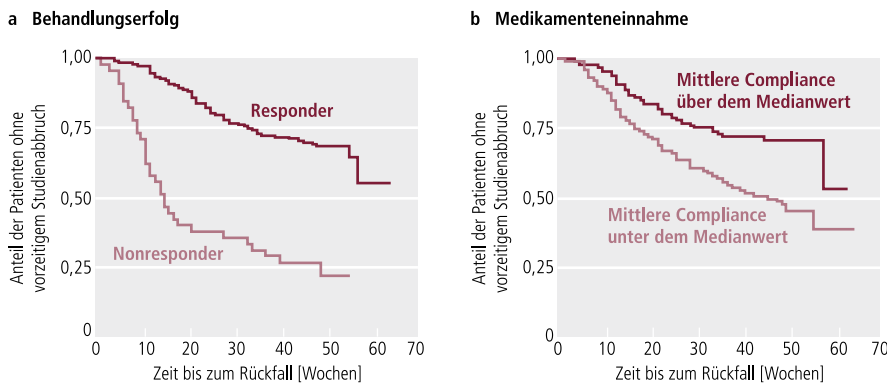 a Behandlungserfolg
Anteil der Patienten ohne
vorzeitigem Studienabbruch
1,00
0,75
0,50
0,25
0
Responder
Nonresponder
0 10 20 30 40 50 60 70
Zeit bis zum Rückfall [Wochen]
b Medikamenteneinnahme
Anteil der Patienten ohne
vorzeitigem Studienabbruch
1,00
0,75
0,50
0,25
0
Mittlere Compliance
über dem Medianwert
Mittlere Compliance
unter dem Medianwert
0 10 20 30 40 50 60 70
Zeit bis zum Rückfall [Wochen]